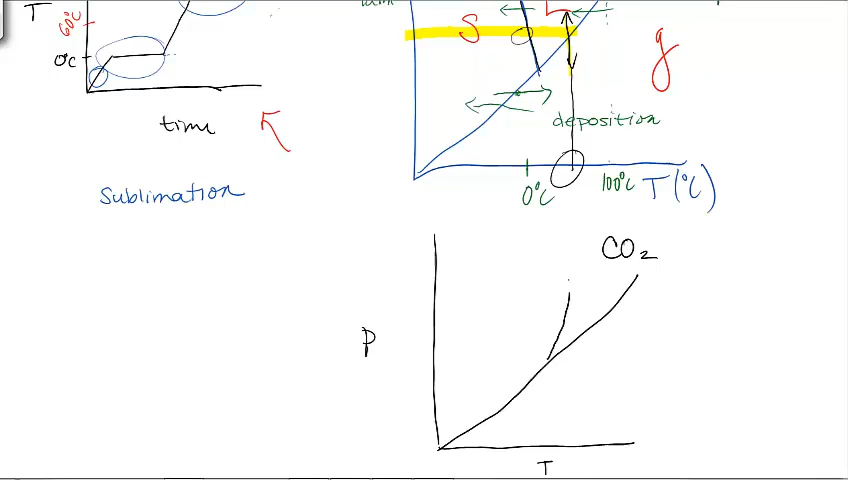 T
60°C
0°C
time
Sublimation
S
L
g
deposition
0°C
100°C
T (°C)
CO₂
P
T